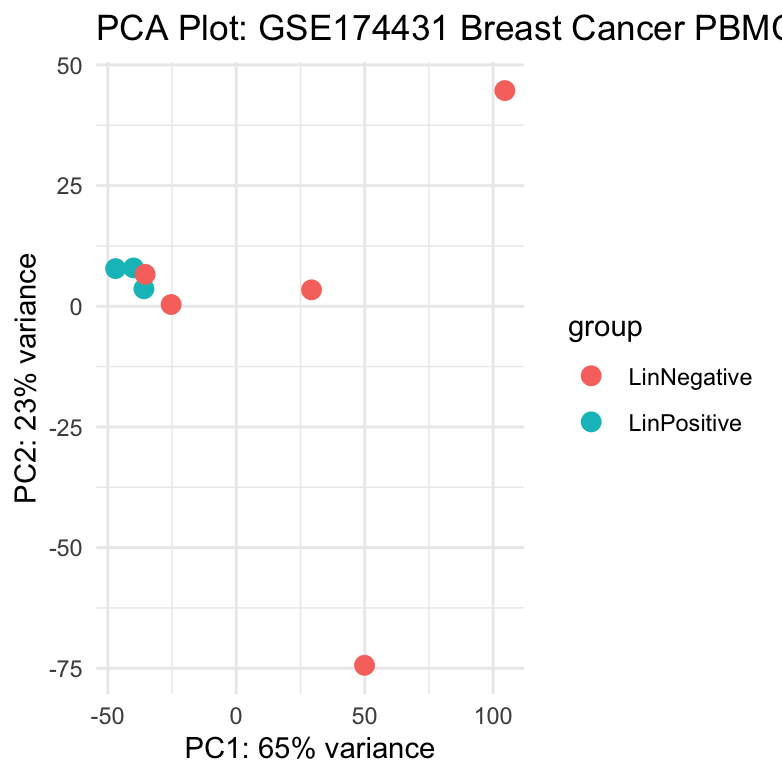 PCA Plot: GSE174431 Breast Cancer PBMC
50
25
0
-25
-50
-75
PC2: 23% variance
-50 0 50 100
PC1: 65% variance
group
LinNegative
LinPositive